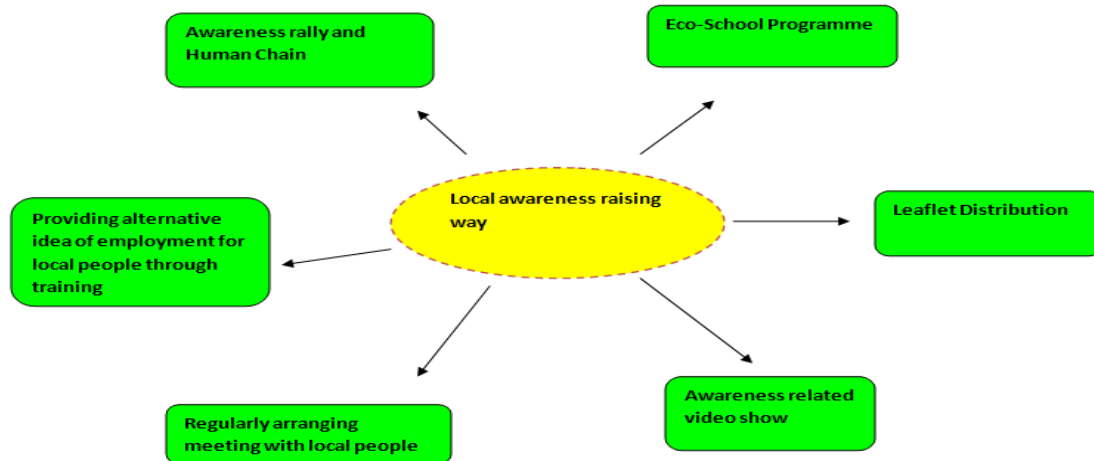 Awareness rally and
Human Chain
Eco-School Programme
Local awareness raising
way
Leaflet Distribution
Providing alternative
idea of employment for
local people through
training
Awareness related
video show
Regularly arranging
meeting with local people